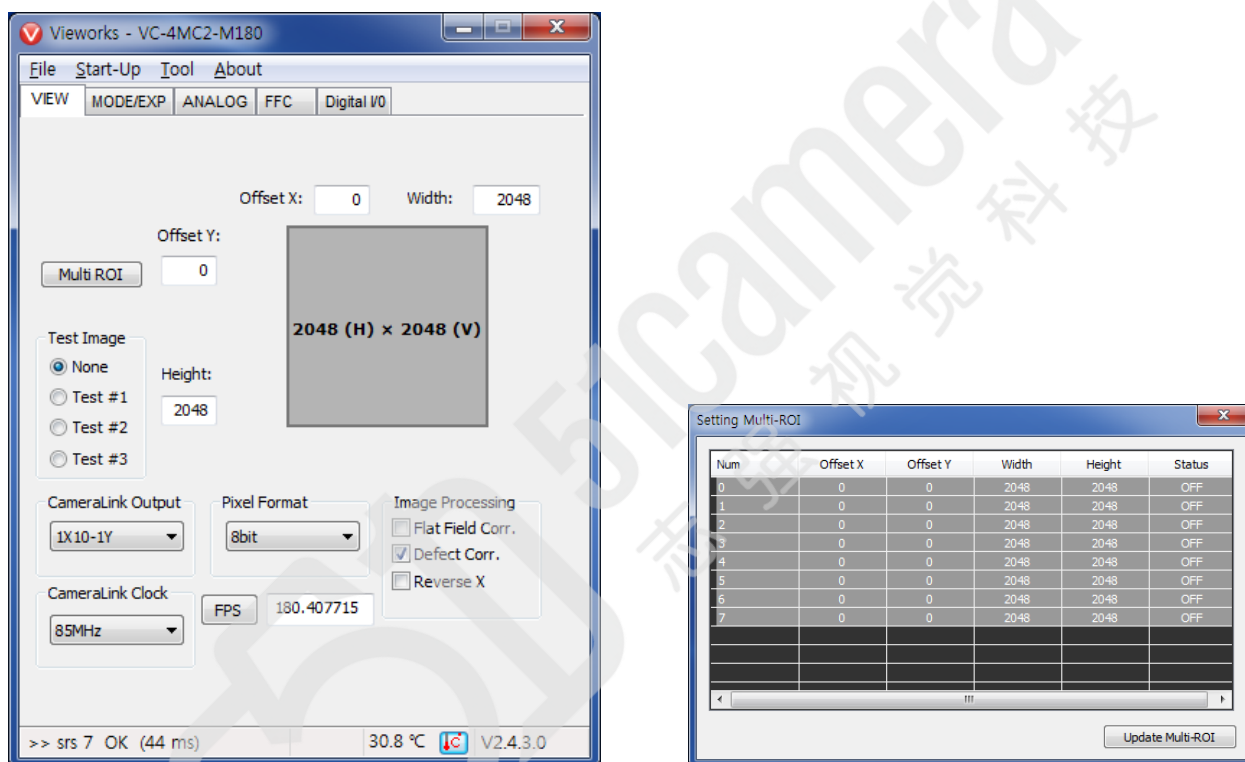 Vieworks - VC-4MC2-M180
File Start-Up Tool About
VIEW MODE/EXP ANALOG FFC Digital I/O
Offset X: 0 Width: 2048
Offset Y:
Multi ROI 0
2048 (H) × 2048 (V)
Test Image
None
Test #1
Test #2
Test #3
Height:
2048
CameraLink Output
1X10-1Y
Pixel Format
8bit
Image Processing
Flat Field Corr.
Defect Corr.
Reverse X
CameraLink Clock
85MHz
FPS 180.407715
>> srs 7 OK (44 ms) 30.8 ℃ V2.4.3.0
Setting Multi-ROI
Num Offset X Offset Y Width Height Status
0 0 0 2048 2048 OFF
1 0 0 2048 2048 OFF
2 0 0 2048 2048 OFF
3 0 0 2048 2048 OFF
4 0 0 2048 2048 OFF
5 0 0 2048 2048 OFF
6 0 0 2048 2048 OFF
7 0 0 2048 2048 OFF
Update Multi-ROI
51camera
志强视觉科技